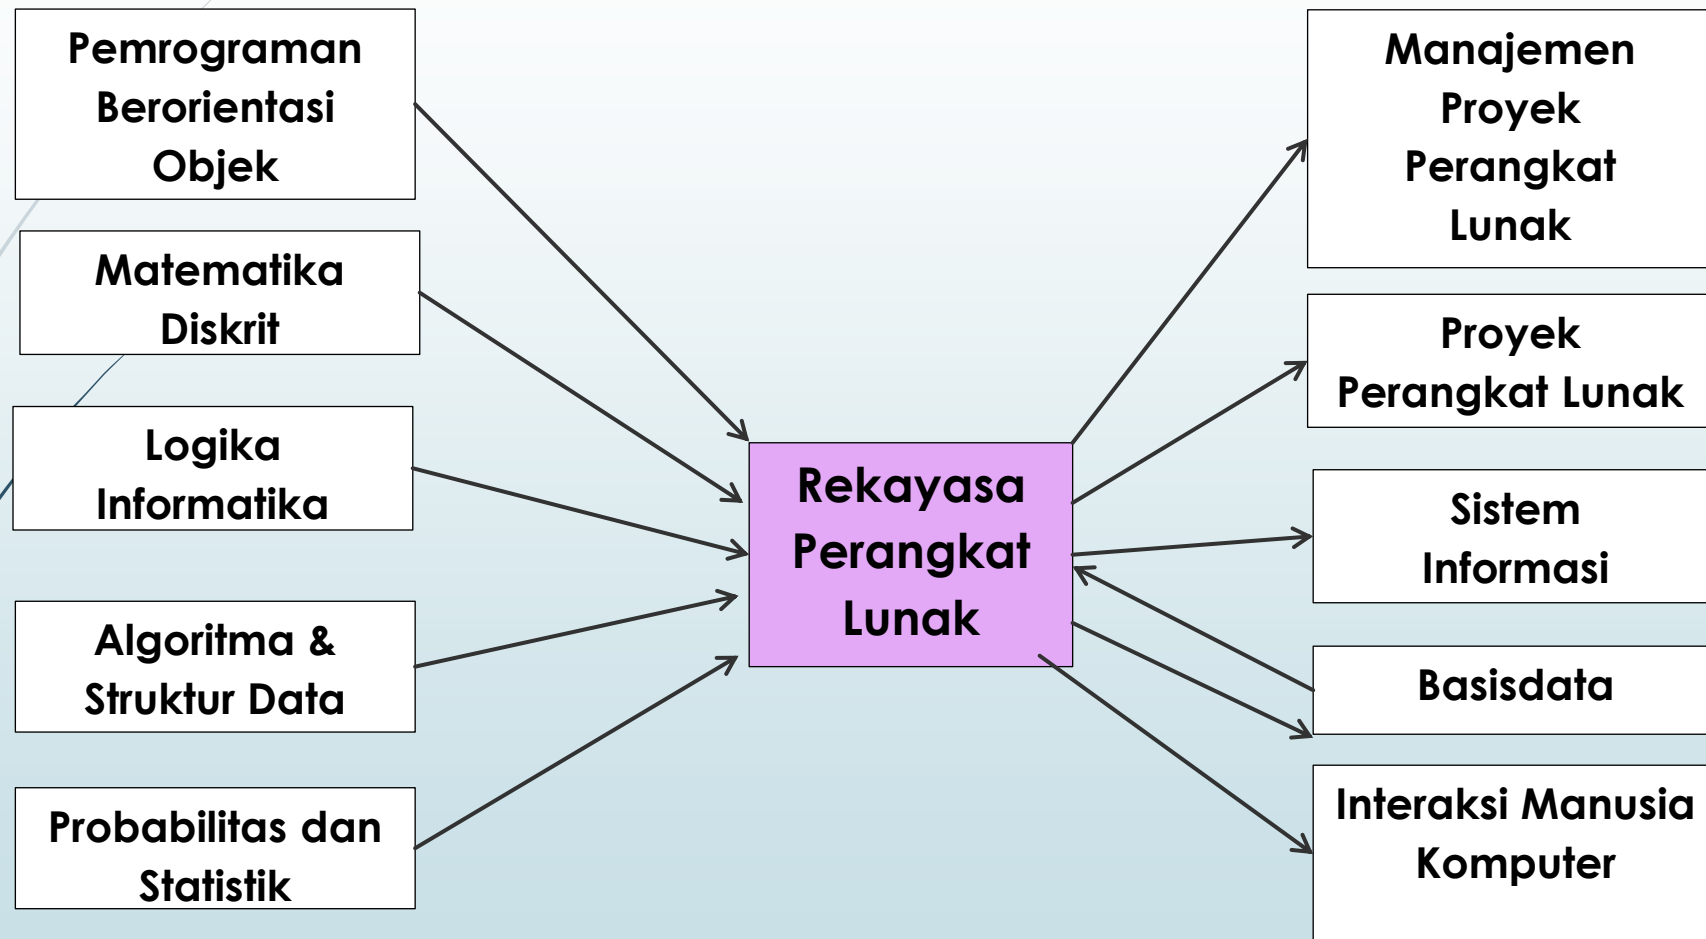 Pemrograman
Berorientasi
Objek
Matematika
Diskrit
Logika
Informatika
Algoritma &
Struktur Data
Probabilitas dan
Statistik
Rekayasa
Perangkat
Lunak
Manajemen
Proyek
Perangkat
Lunak
Proyek
Perangkat Lunak
Sistem
Informasi
Basisdata
Interaksi Manusia
Komputer